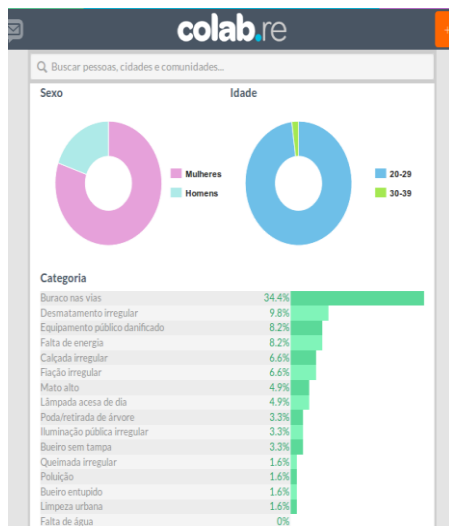 colab.re
+
Buscar pessoas, cidades e comunidades...
Sexo
Idade
Mulheres
Homens
20-29
30-39
Categoria
Buraco nas vias 34.4%
Desmatamento irregular 9.8%
Equipamento público danificado 8.2%
Falta de energia 8.2%
Calçada irregular 6.6%
Fiação irregular 6.6%
Mato alto 4.9%
Lâmpada acesa de dia 4.9%
Poda/retirada de árvore 3.3%
Iluminação pública irregular 3.3%
Bueiro sem tampa 3.3%
Queimada irregular 1.6%
Poluição 1.6%
Bueiro entupido 1.6%
Limpeza urbana 1.6%
Falta de água 0%